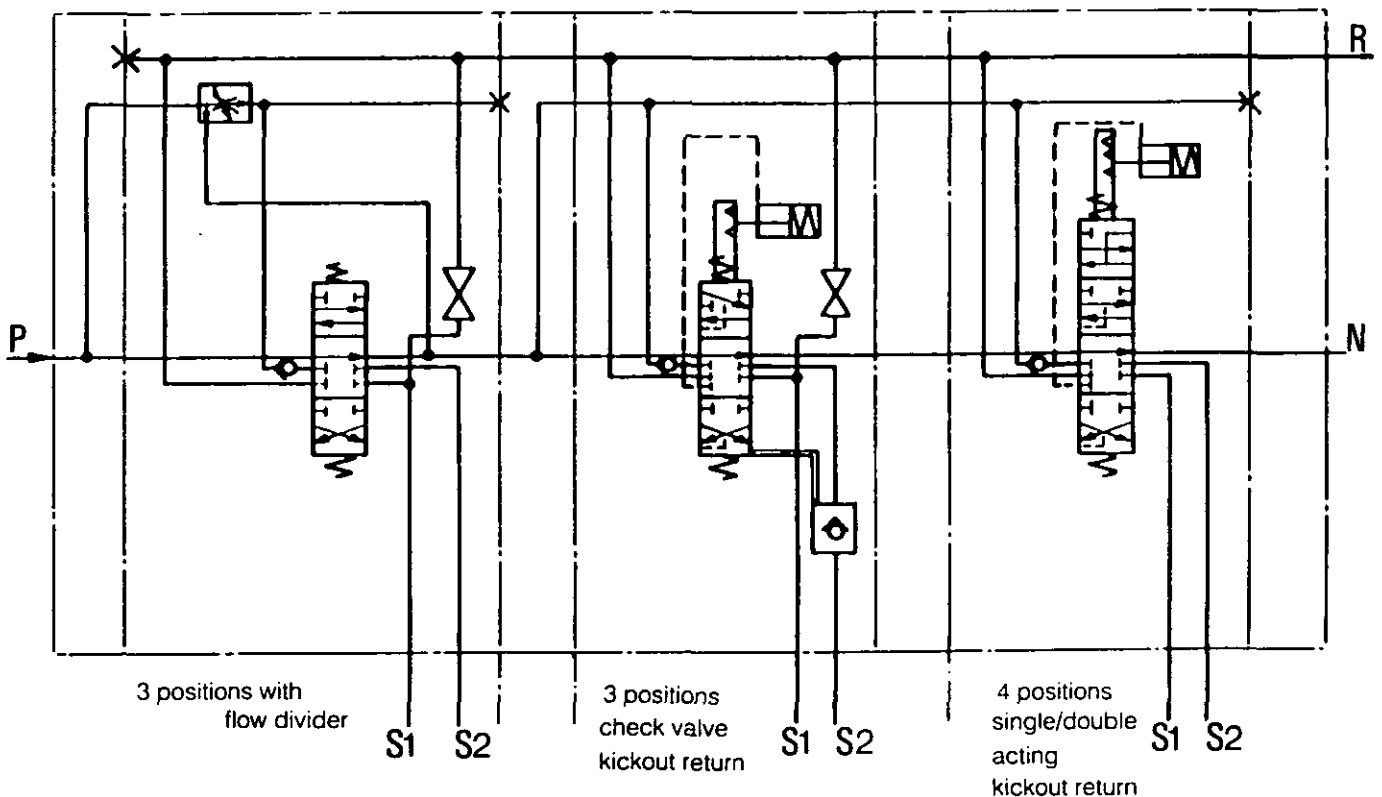 R
P
N
3 positions with
flow divider
S1 S2
3 positions
check valve
kickout return
S1 S2
4 positions
single/double
acting
kickout return
S1 S2